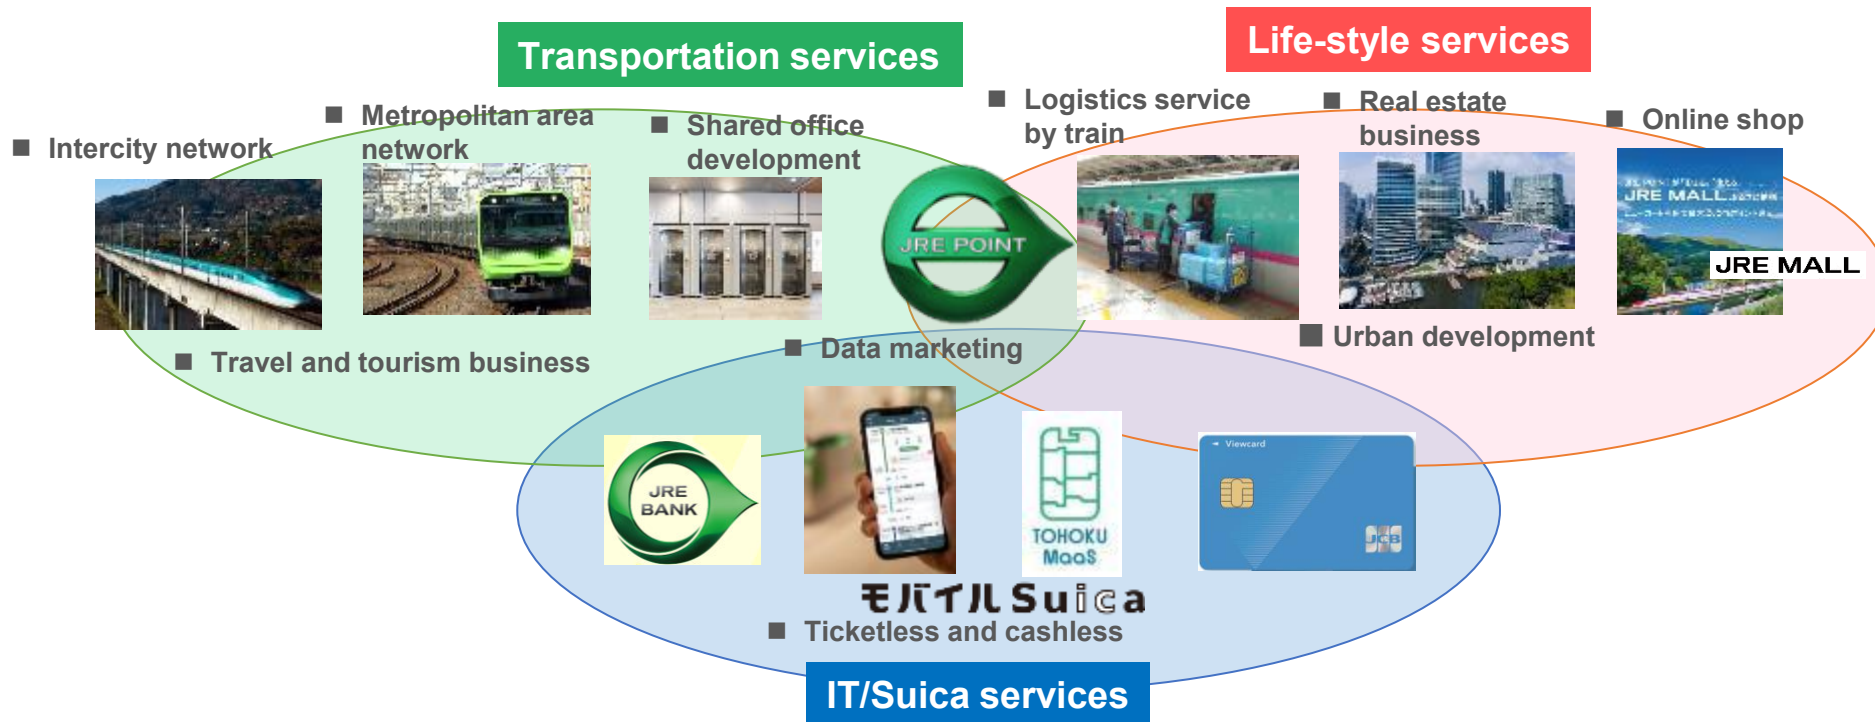 Transportation services
Life-style services
■ Intercity network
■ Metropolitan area
network
■ Shared office
development
■ Logistics service
by train
■ Real estate
business
■ Online shop
JRE POINT
JRE MALL
JRE MALL
■ Travel and tourism business
■ Data marketing
■ Urban development
JRE
BANK
TOHOKU
MaaS
Viewcard
JCB
モバイルSuica
■ Ticketless and cashless
IT/Suica services